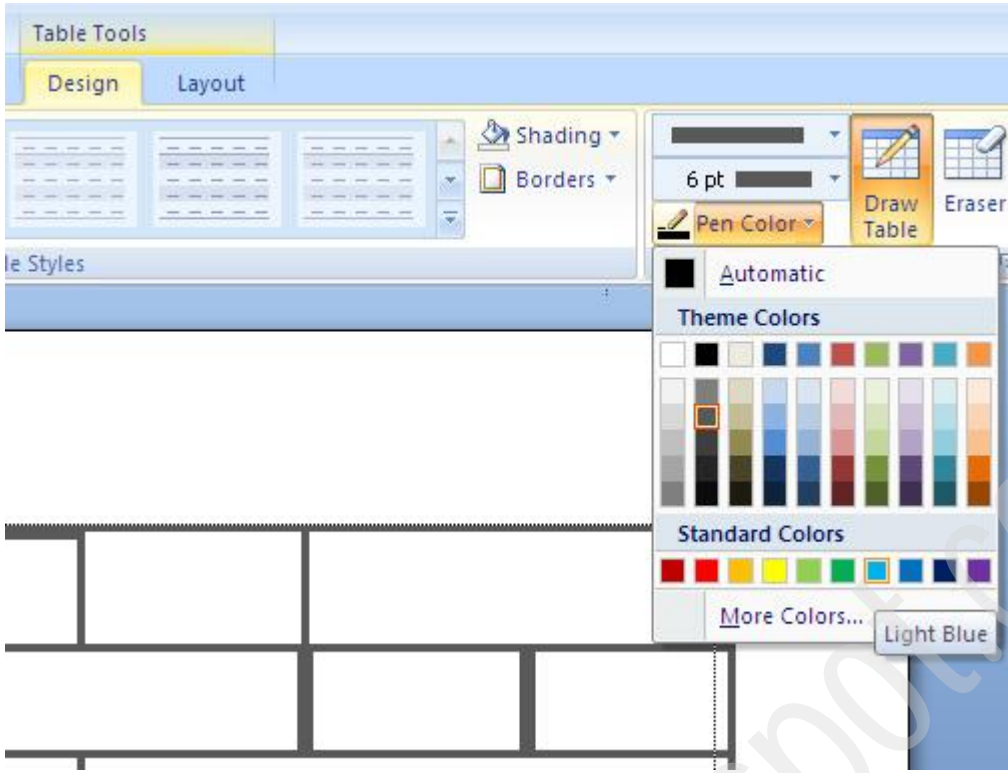 Table Tools
Design Layout
Shading
Borders
6 pt
Pen Color
Draw Table
Eraser
le Styles
Automatic
Theme Colors
Standard Colors
More Colors...
Light Blue